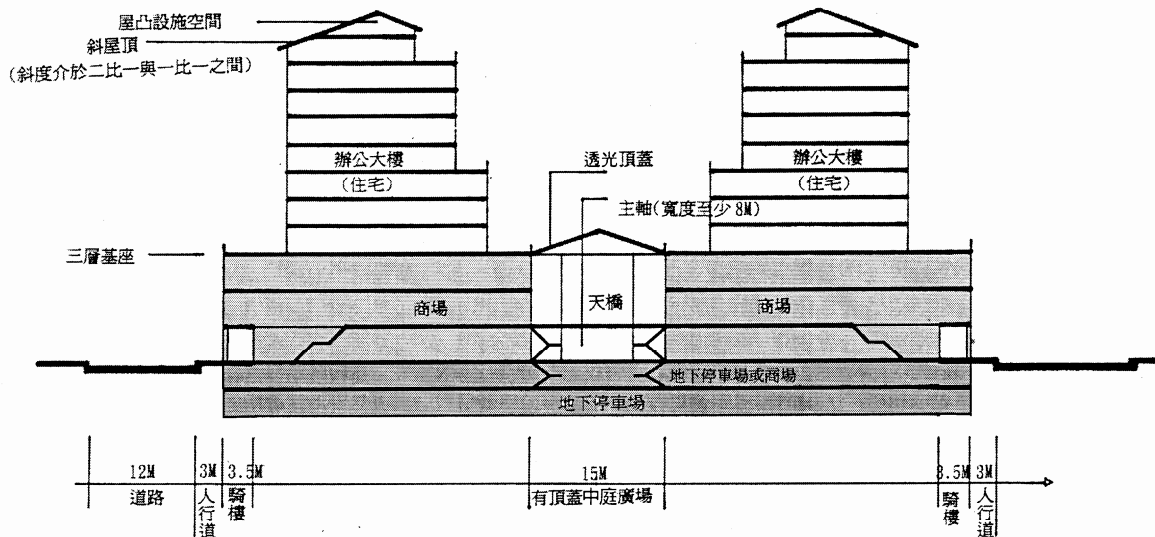 屋凸設施空間
斜屋頂
(斜度介於二比一與一比一之間)
辦公大樓
(住宅)
透光頂蓋
辦公大樓
(住宅)
主軸(寬度至少8M)
三層基座
商場
天橋
商場
地下停車場或商場
地下停車場
12M
道路
3M
人行道
3.5M
騎樓
15M
有頂蓋中庭廣場
3.5M
騎樓
3M
人行道